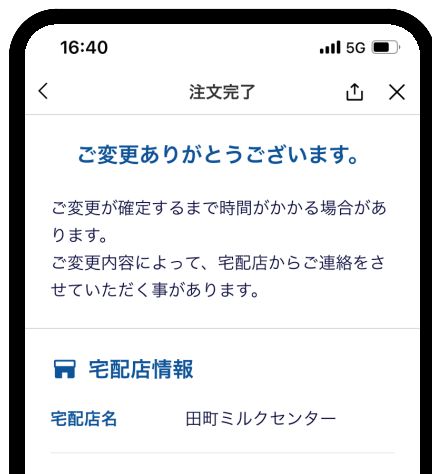 16:40 5G
注文完了
ご変更ありがとうございます。
ご変更が確定するまで時間がかかる場合があ
ります。
ご変更内容によって、宅配店からご連絡をさ
せていただく事があります。
宅配店情報
宅配店名 田町ミルクセンター